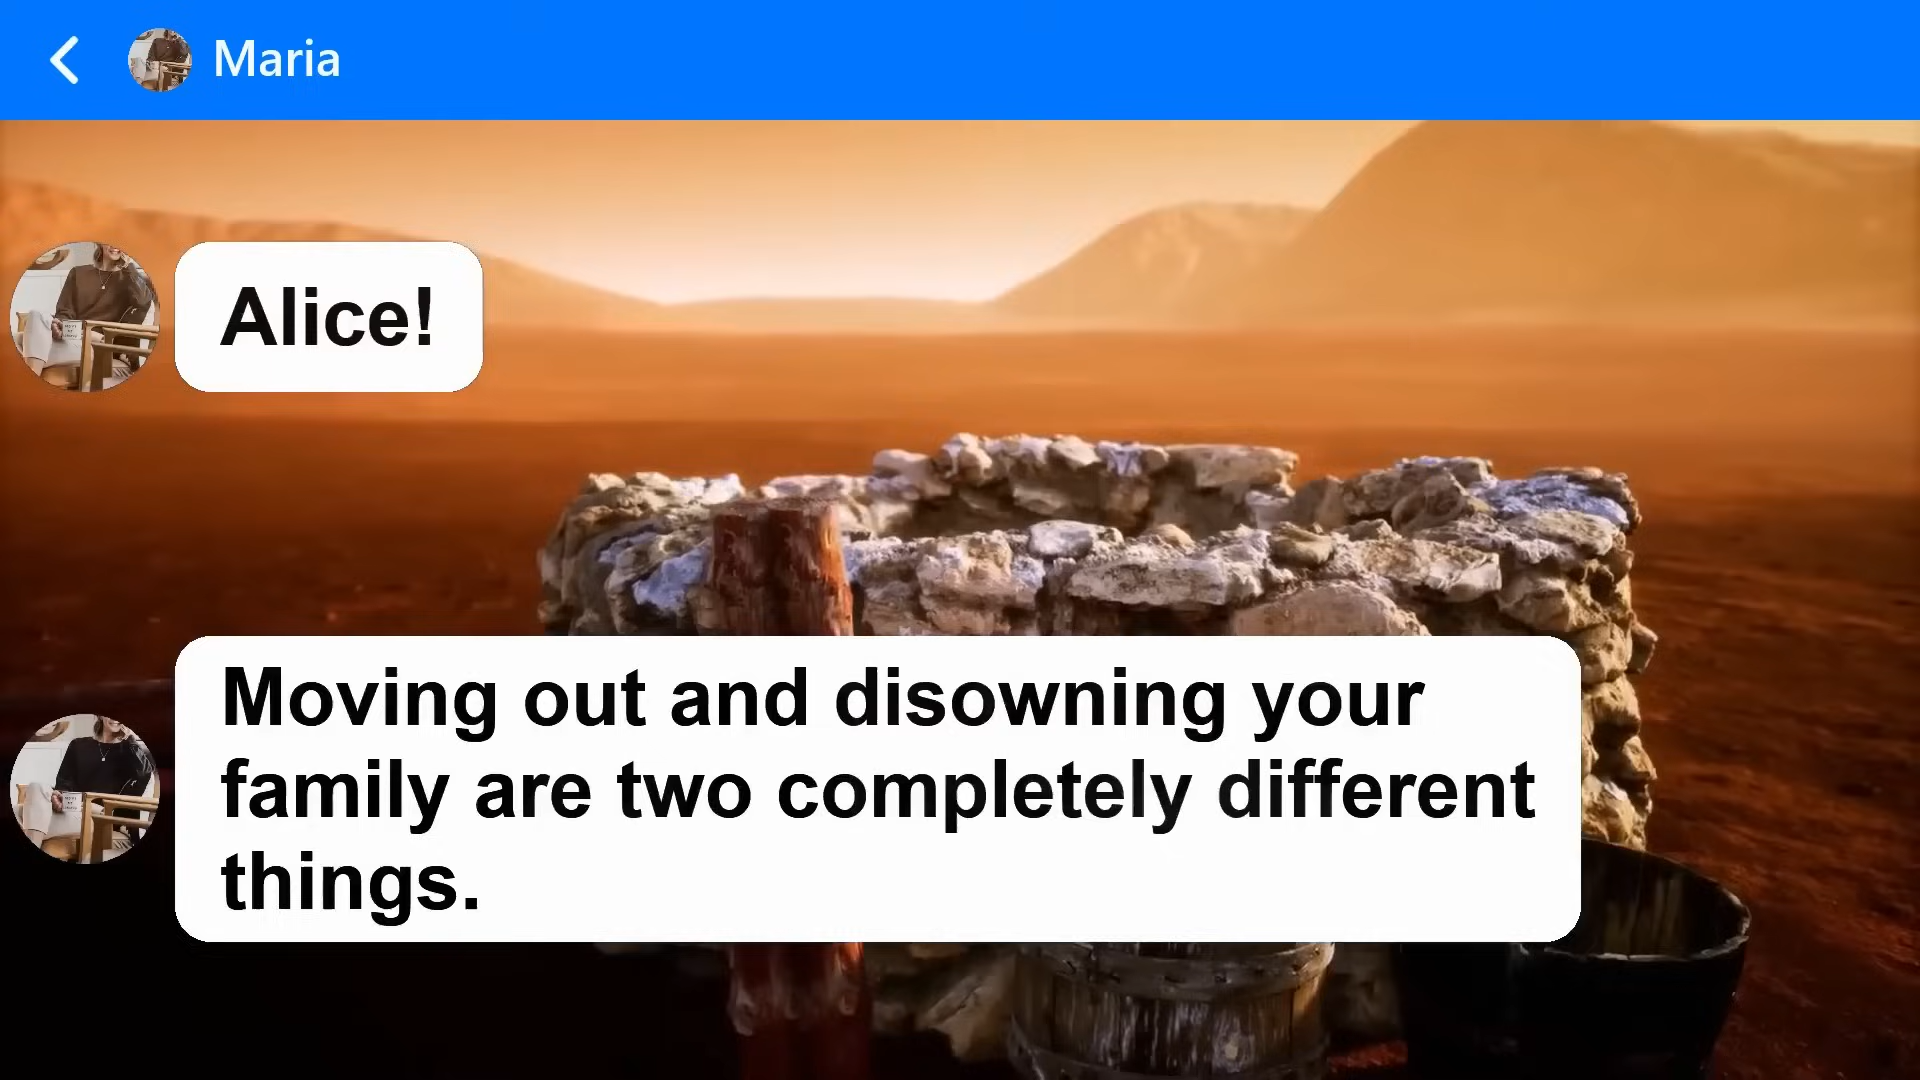 Maria
Alice!
Moving out and disowning your
family are two completely different
things.